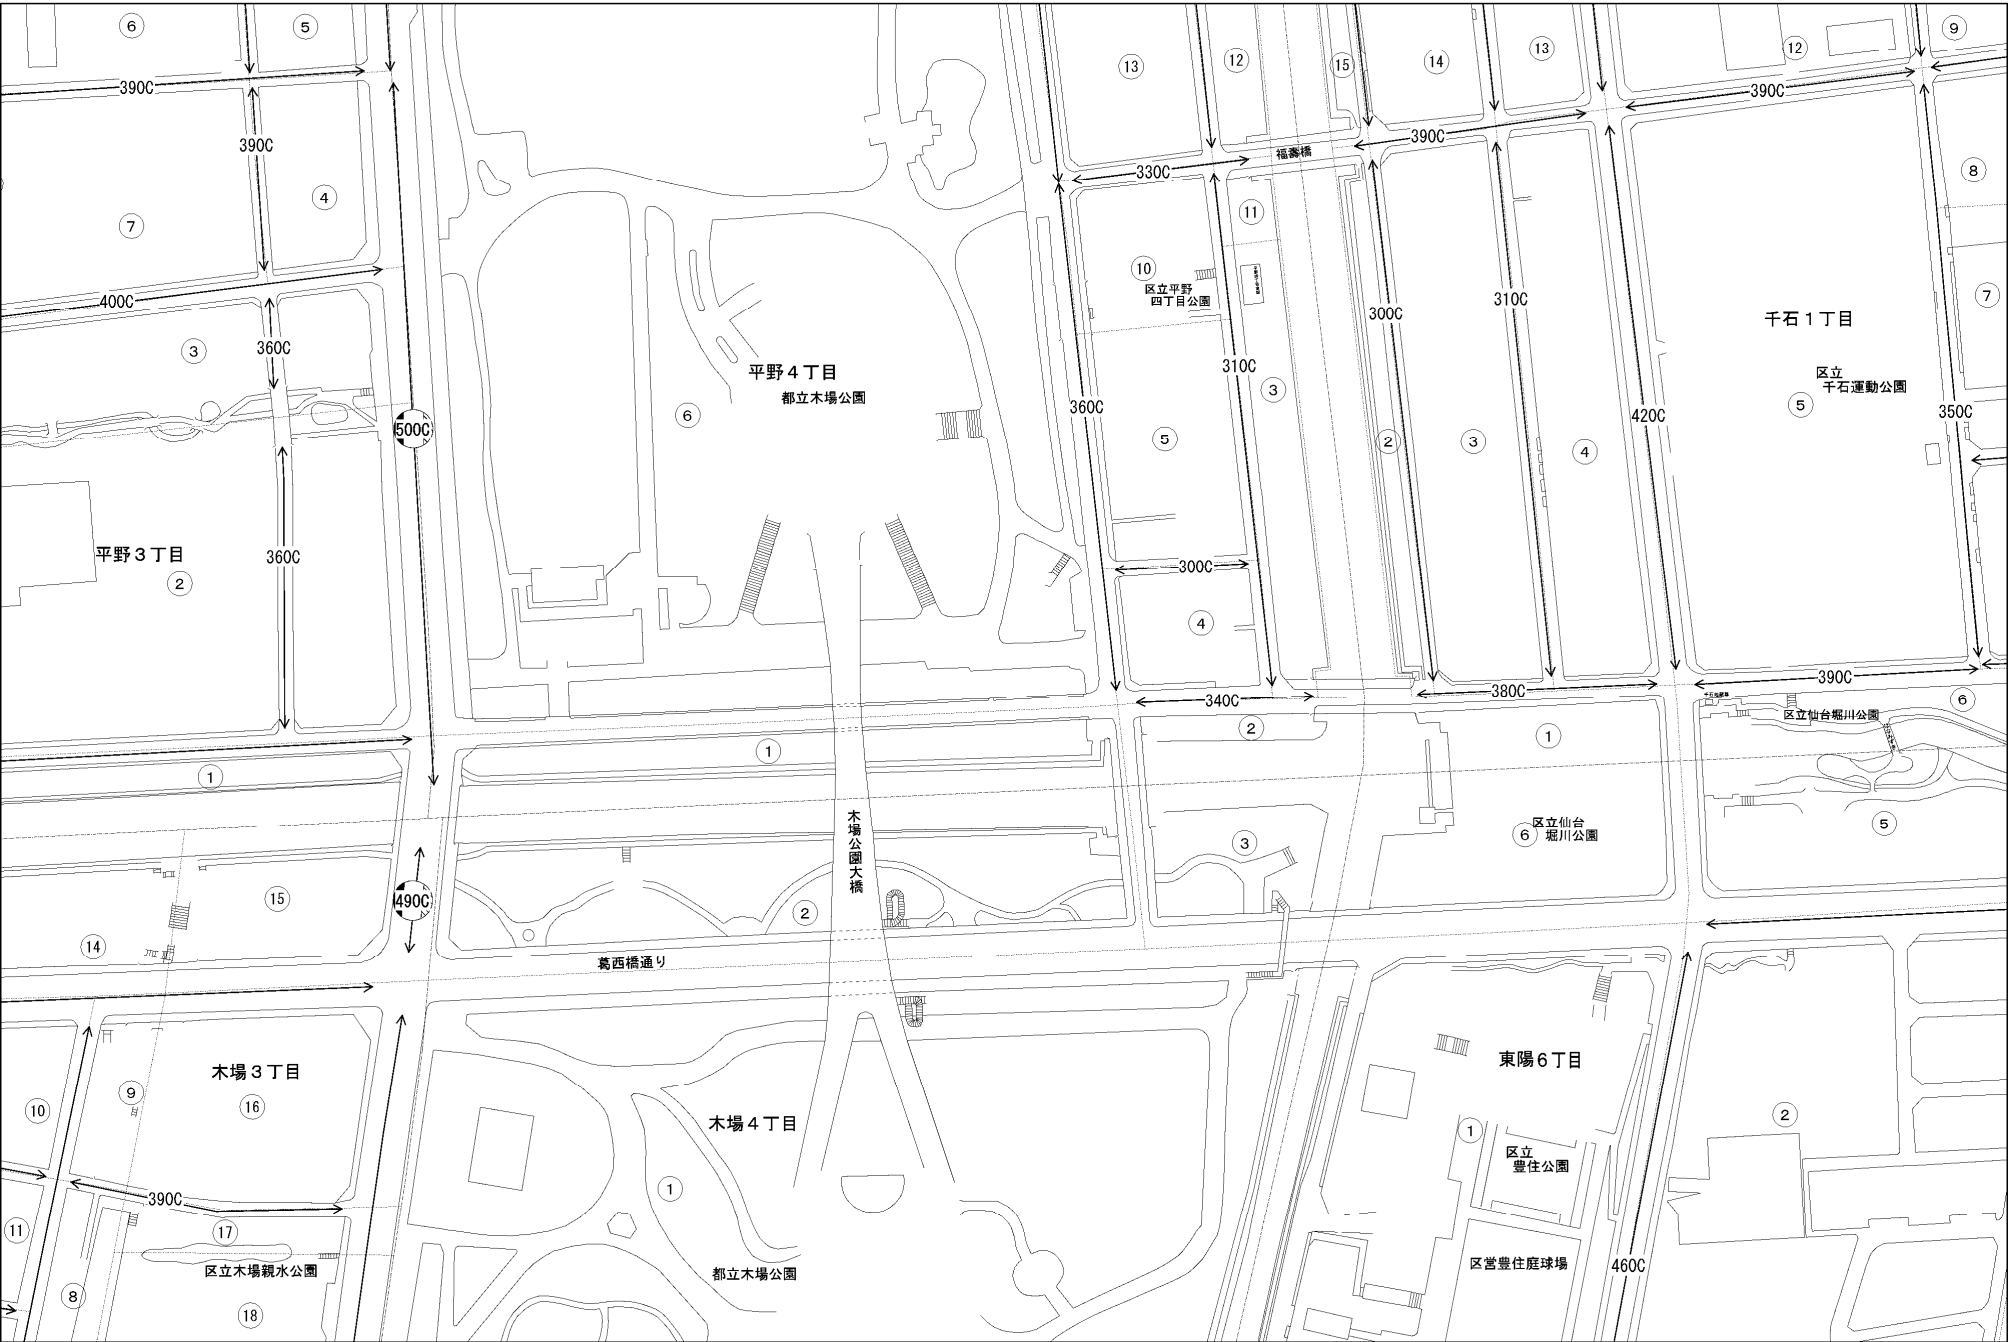 ⑥
⑤
⑬
⑫
⑮
⑭
⑬
⑫
⑨
390C
390C
390C
390C
福壽橋
330C
④
⑦
⑧
⑪
⑩
区立平野
四丁目公園
400C
300C
310C
千石1丁目
⑦
③
360C
310C
平野4丁目
都立木場公園
区立
千石運動公園
⑥
③
⑤
360C
420C
350C
500C
⑤
②
③
④
平野3丁目
360C
②
300C
④
340C
380C
390C
⑥
区立仙台堀川公園
①
①
②
①
木場公園大橋
区立仙台
堀川公園
⑥
③
⑤
490C
⑮
②
⑭
葛西橋通り
木場3丁目
⑯
⑨
⑩
東陽6丁目
木場4丁目
①
②
区立
豊住公園
①
390C
⑪
⑰
区立木場親水公園
都立木場公園
区営豊住庭球場
460C
⑧
⑱